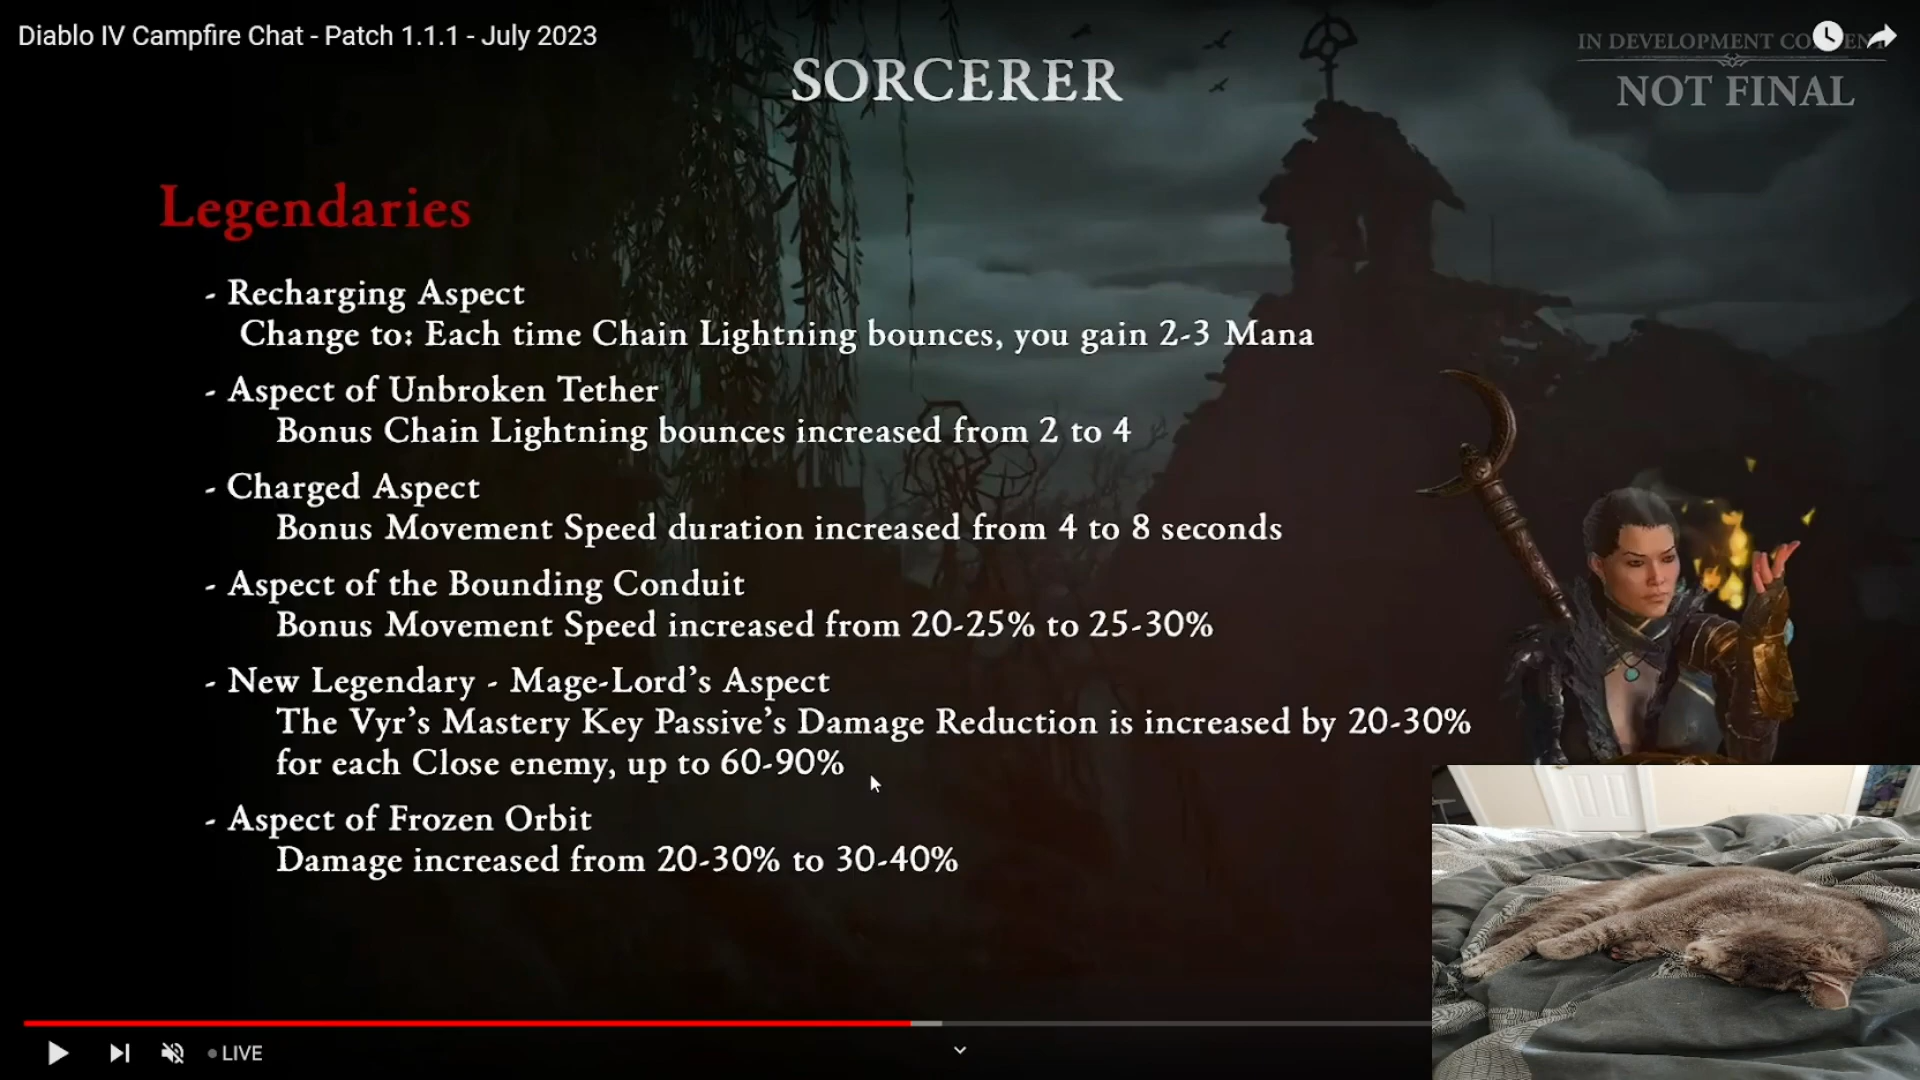 Diablo IV Campfire Chat - Patch 1.1.1 - July 2023
IN DEVELOPMENT
NOT FINAL
SORCERER
Legendaries
- Recharging Aspect
Change to: Each time Chain Lightning bounces, you gain 2-3 Mana
- Aspect of Unbroken Tether
Bonus Chain Lightning bounces increased from 2 to 4
- Charged Aspect
Bonus Movement Speed duration increased from 4 to 8 seconds
- Aspect of the Bounding Conduit
Bonus Movement Speed increased from 20-25% to 25-30%
- New Legendary - Mage-Lord's Aspect
The Vyr's Mastery Key Passive's Damage Reduction is increased by 20-30%
for each Close enemy, up to 60-90%
- Aspect of Frozen Orbit
Damage increased from 20-30% to 30-40%
LIVE